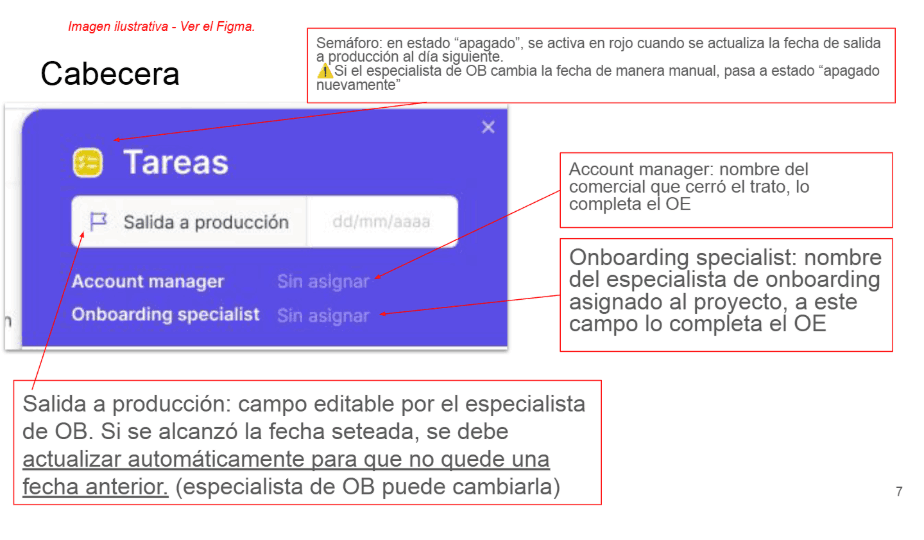 Imagen ilustrativa - Ver el Figma.
Cabecera
Semáforo: en estado “apagado”, se activa en rojo cuando se actualiza la fecha de salida
a producción al día siguiente.
⚠️Si el especialista de OB cambia la fecha de manera manual, pasa a estado “apagado
nuevamente”
Tareas
Salida a producción dd/mm/aaaa
Account manager Sin asignar
Onboarding specialist Sin asignar
n
Account manager: nombre del
comercial que cerró el trato, lo
completa el OE
Onboarding specialist: nombre
del especialista de onboarding
asignado al proyecto, a este
campo lo completa el OE
Salida a producción: campo editable por el especialista
de OB. Si se alcanzó la fecha seteada, se debe
actualizar automáticamente para que no quede una
fecha anterior. (especialista de OB puede cambiarla)
7